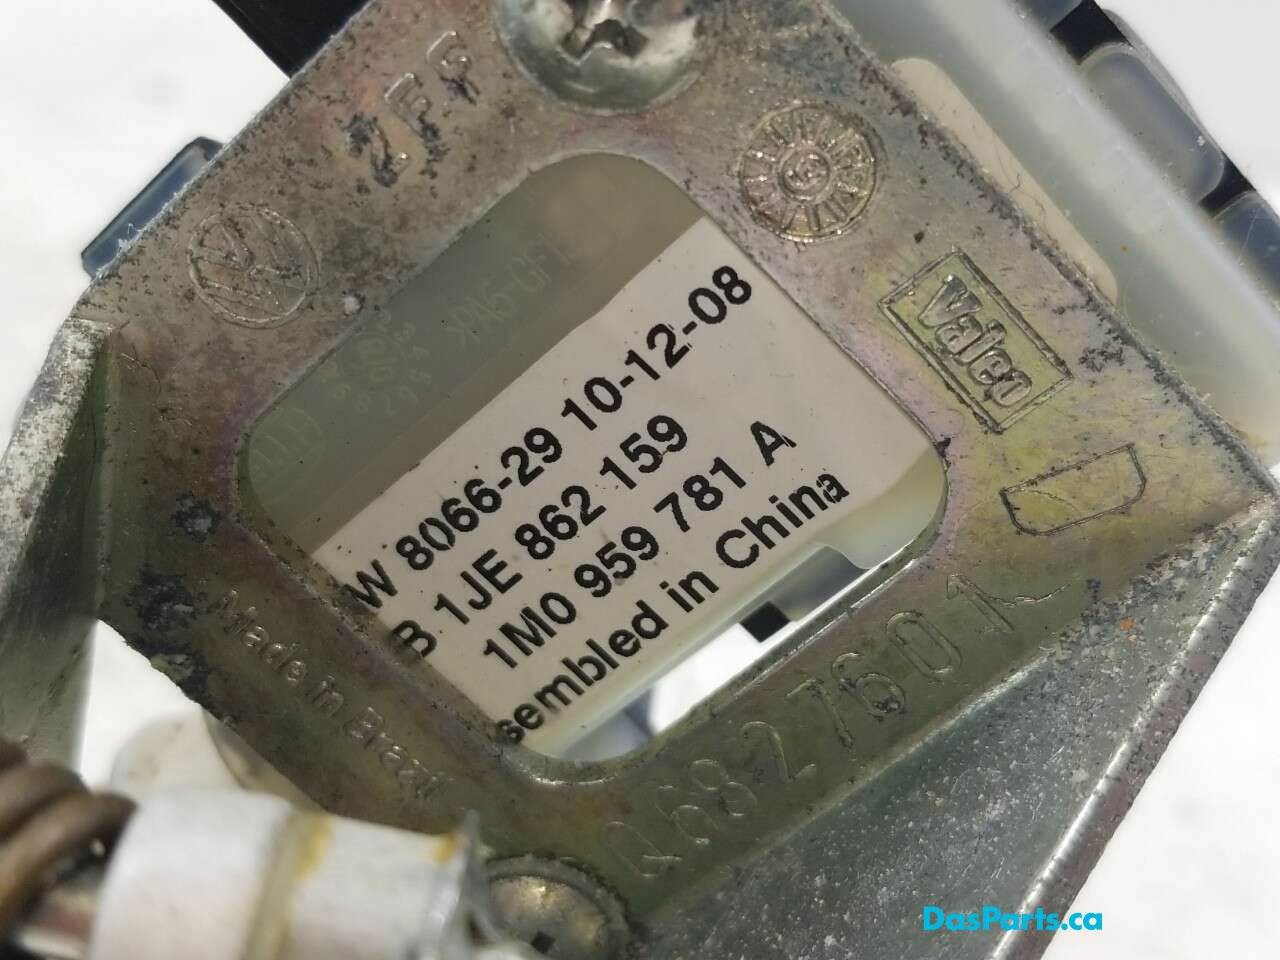 Valeo
W 8066-29 10-12-08
B 1JE 862 159
1M0 959 781 A
sembled in China
Made in Brazil
Q6827601
DasParts.ca